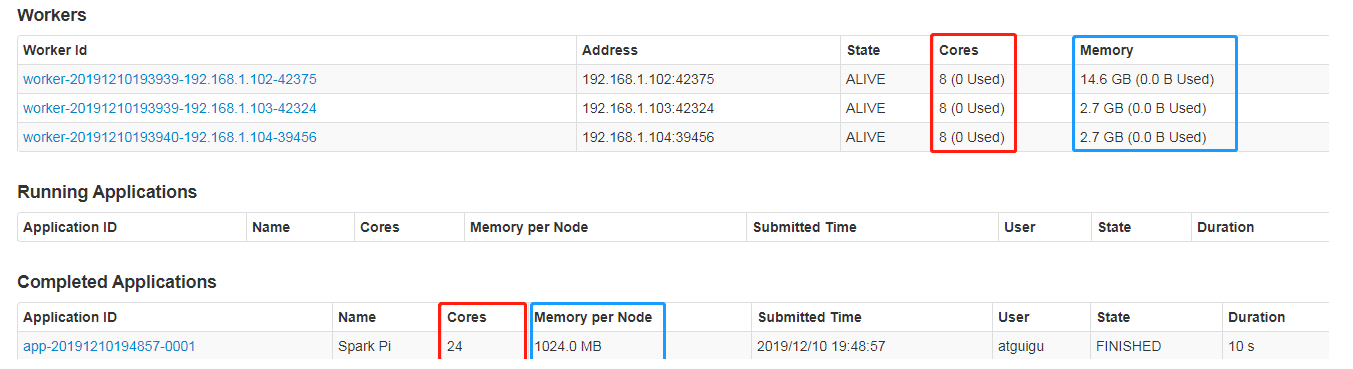 Workers
Worker Id Address State Cores Memory
worker-20191210193939-192.168.1.102-42375 192.168.1.102:42375 ALIVE 8 (0 Used) 14.6 GB (0.0 B Used)
worker-20191210193939-192.168.1.103-42324 192.168.1.103:42324 ALIVE 8 (0 Used) 2.7 GB (0.0 B Used)
worker-20191210193940-192.168.1.104-39456 192.168.1.104:39456 ALIVE 8 (0 Used) 2.7 GB (0.0 B Used)
Running Applications
Application ID Name Cores Memory per Node Submitted Time User State Duration
Completed Applications
Application ID Name Cores Memory per Node Submitted Time User State Duration
app-20191210194857-0001 Spark Pi 24 1024.0 MB 2019/12/10 19:48:57 atguigu FINISHED 10 s